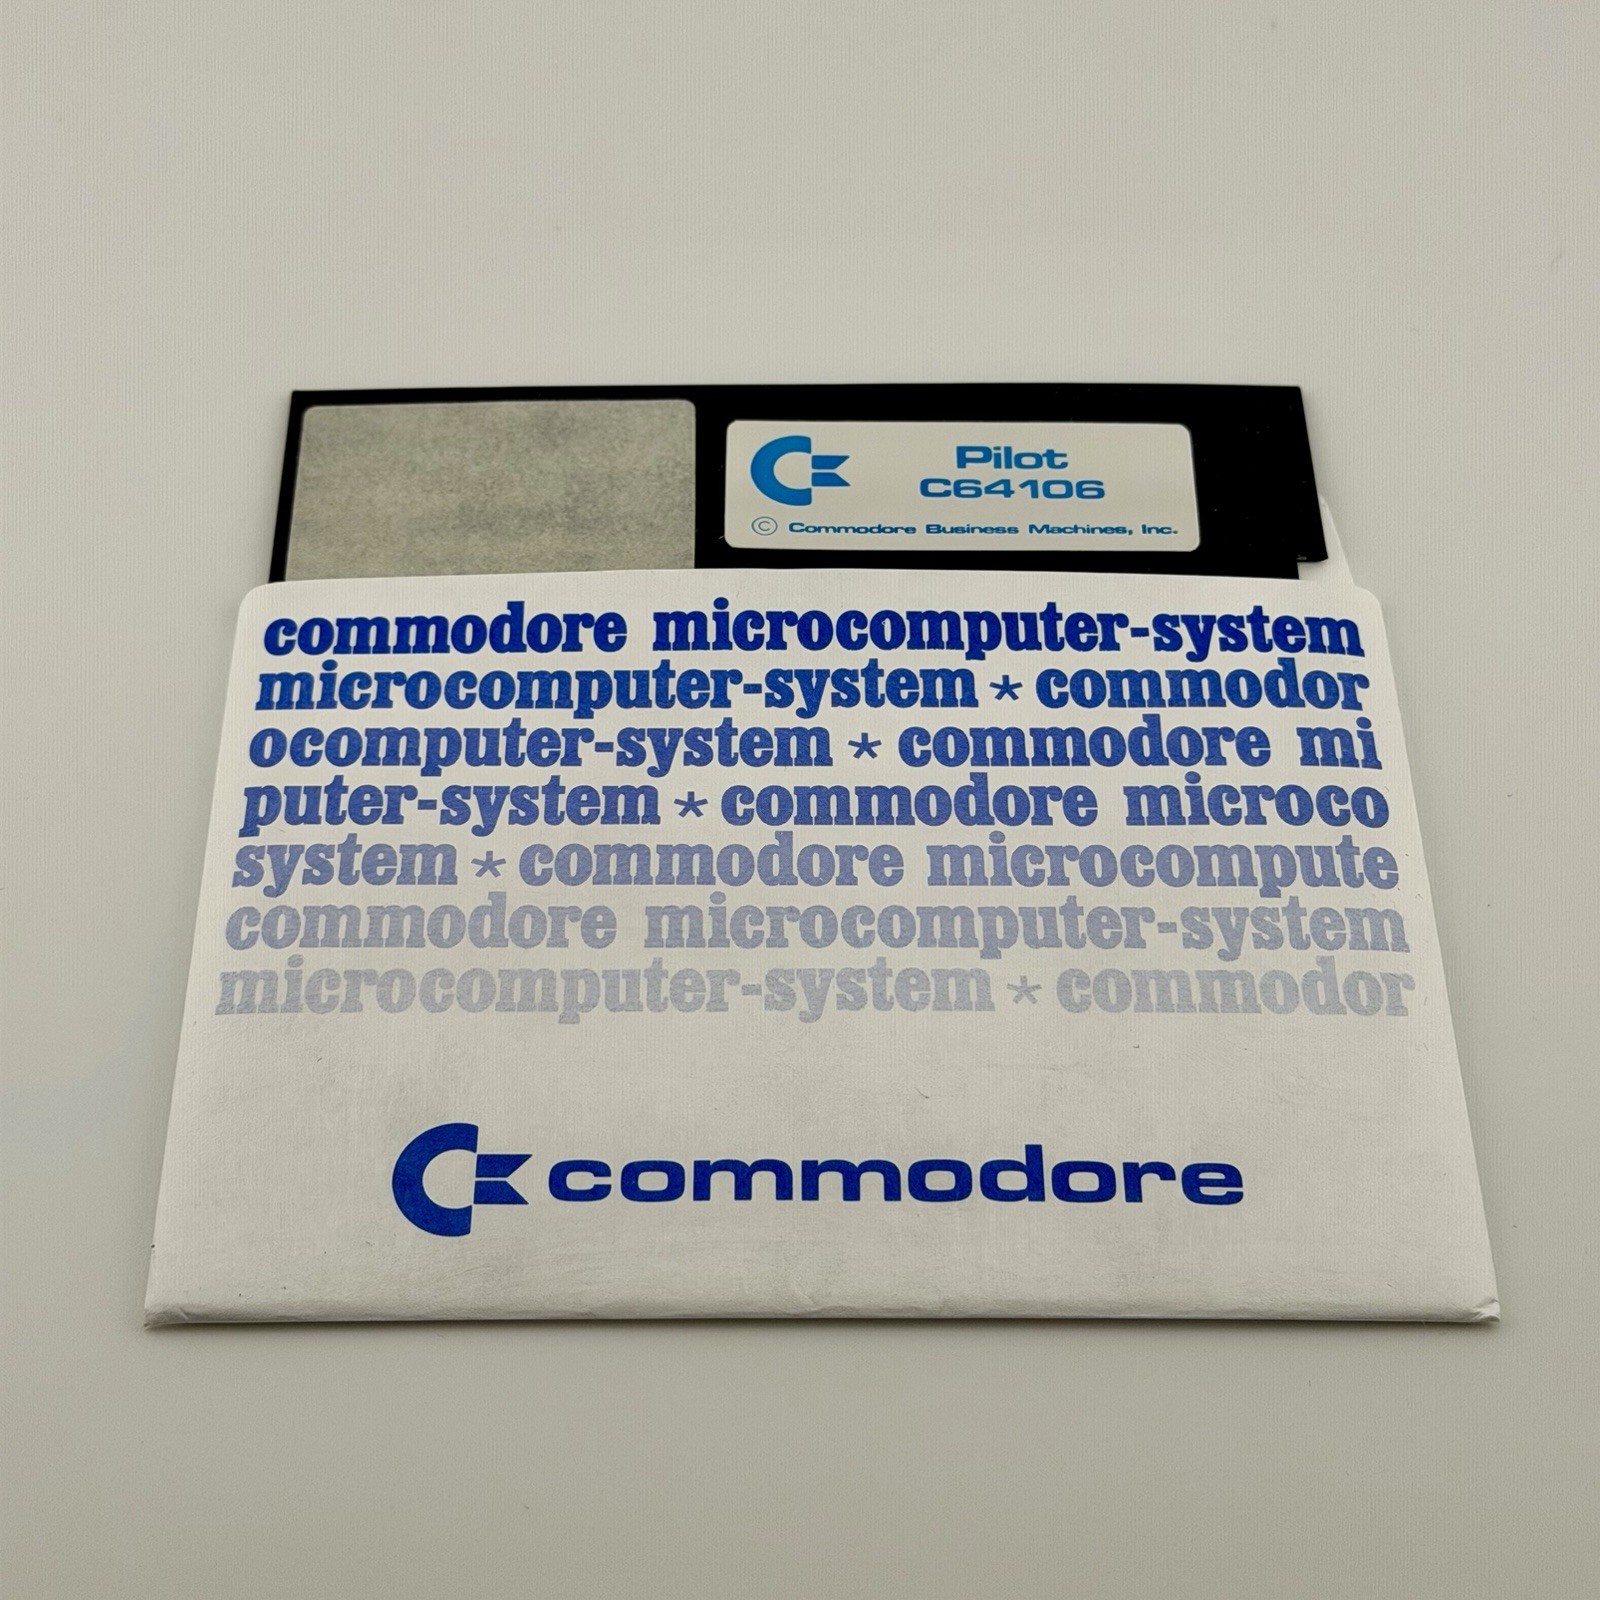 Pilot
C64106
© Commodore Business Machines, Inc.
commodore microcomputer-system
microcomputer-system * commodor
ocomputer-system * commodore mi
puter-system * commodore microco
system * commodore microcompute
commodore microcomputer-system
microcomputer-system * commodor
commodore